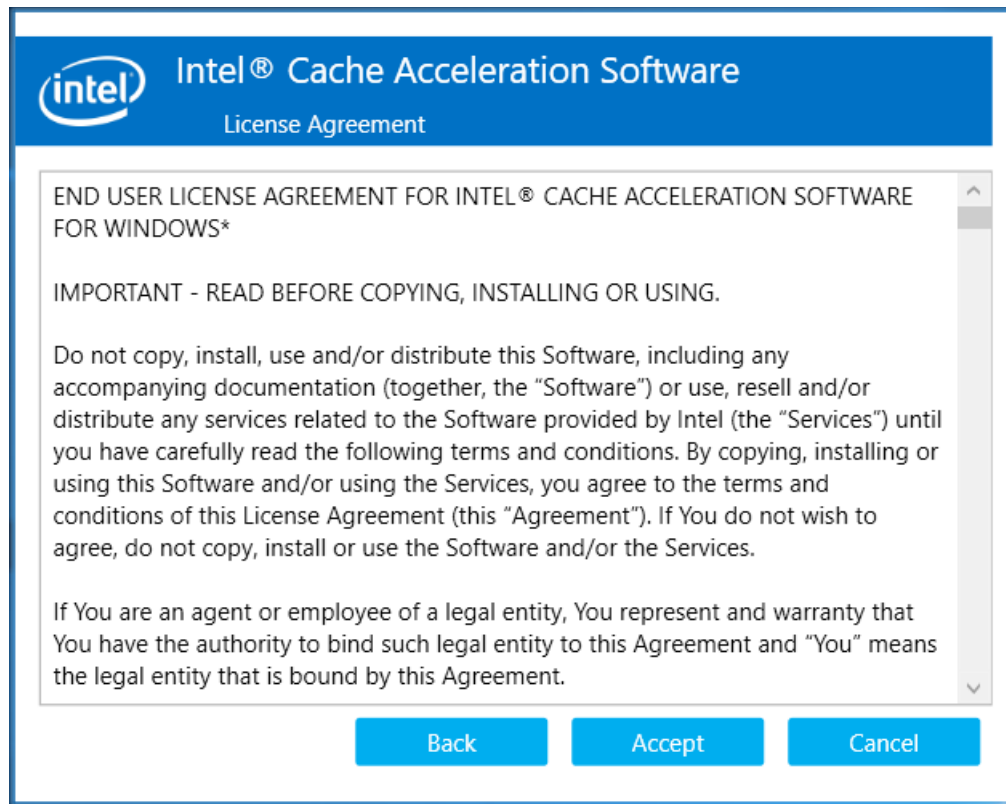 intel
Intel® Cache Acceleration Software
License Agreement
END USER LICENSE AGREEMENT FOR INTEL® CACHE ACCELERATION SOFTWARE
FOR WINDOWS*
IMPORTANT - READ BEFORE COPYING, INSTALLING OR USING.
Do not copy, install, use and/or distribute this Software, including any
accompanying documentation (together, the “Software”) or use, resell and/or
distribute any services related to the Software provided by Intel (the “Services”) until
you have carefully read the following terms and conditions. By copying, installing or
using this Software and/or using the Services, you agree to the terms and
conditions of this License Agreement (this “Agreement”). If You do not wish to
agree, do not copy, install or use the Software and/or the Services.
If You are an agent or employee of a legal entity, You represent and warranty that
You have the authority to bind such legal entity to this Agreement and “You” means
the legal entity that is bound by this Agreement.
Back Accept Cancel